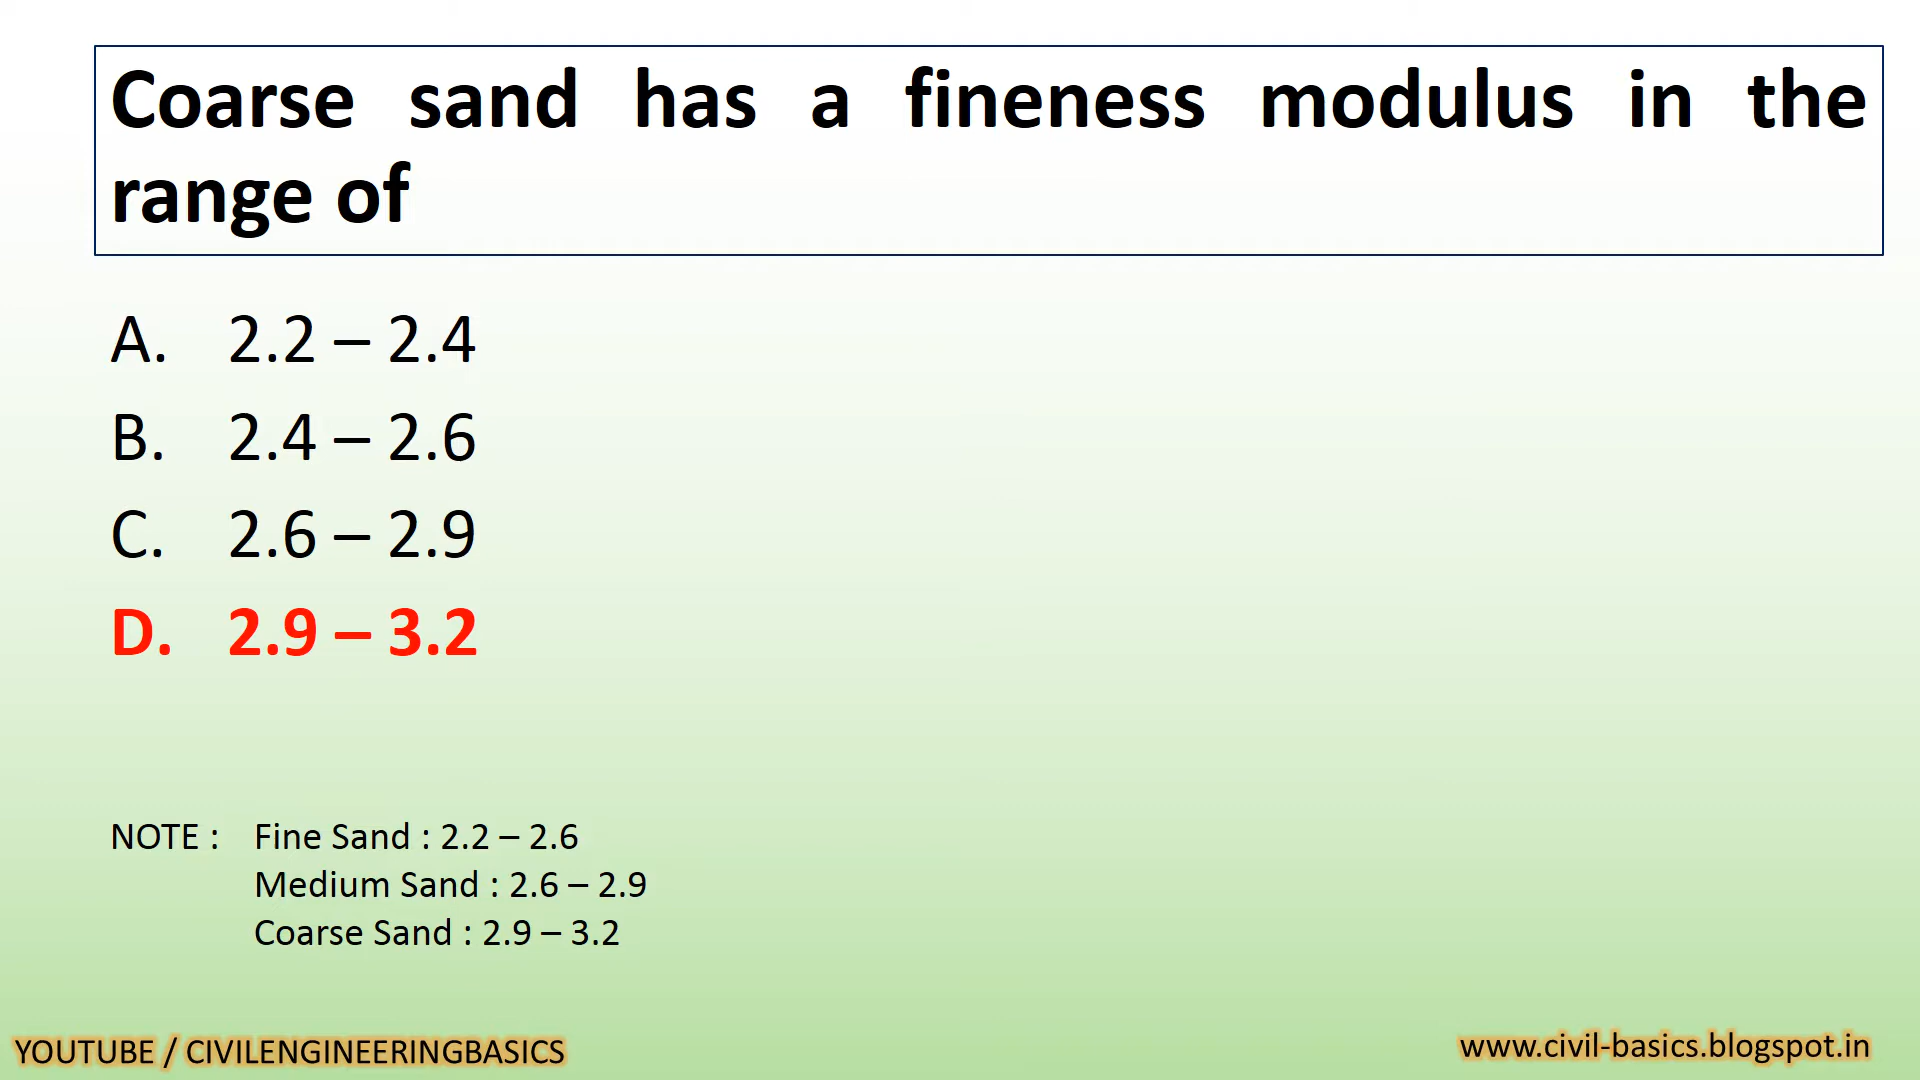 Coarse sand has a fineness modulus in the
range of
A. 2.2 – 2.4
B. 2.4 – 2.6
C. 2.6 – 2.9
D. 2.9 – 3.2
NOTE : Fine Sand : 2.2 – 2.6
Medium Sand : 2.6 – 2.9
Coarse Sand : 2.9 – 3.2
YOUTUBE / CIVILENGINEERINGBASICS
www.civil-basics.blogspot.in